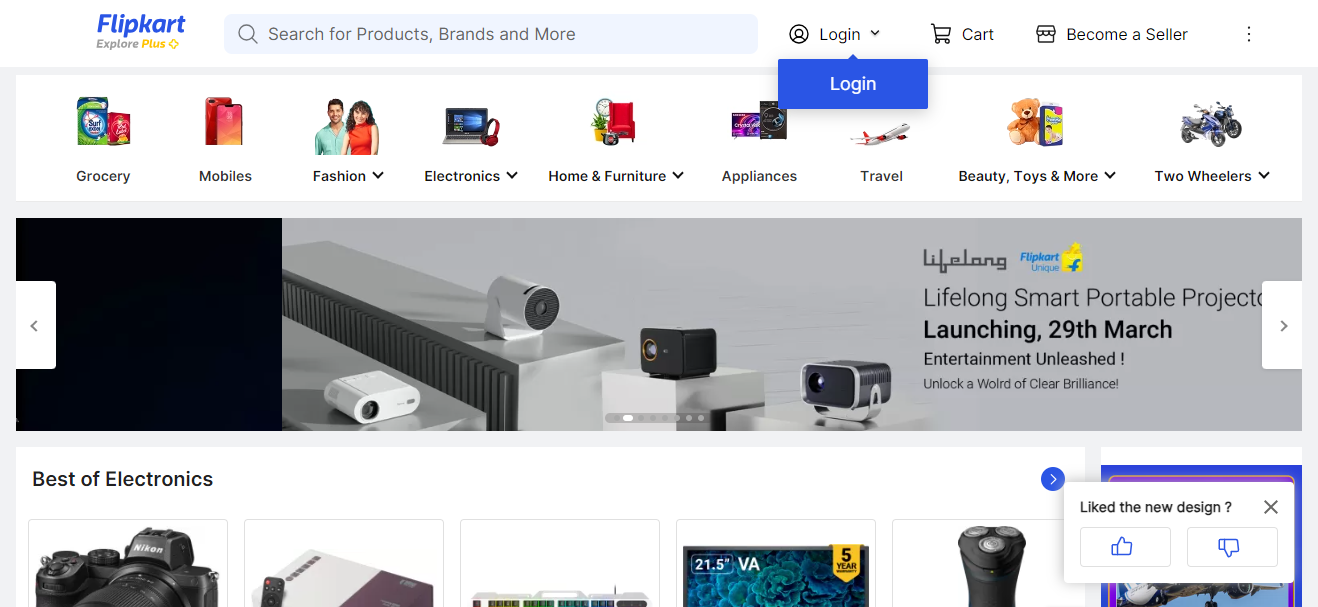 Flipkart
Explore Plus
Search for Products, Brands and More
Login
Cart
Become a Seller
Login
Surf excel
Grocery
Mobiles
Fashion
Electronics
Home & Furniture
Appliances
Travel
Beauty, Toys & More
Two Wheelers
Lifelong
Flipkart
Unique
Lifelong Smart Portable Projecto
Launching, 29th March
Entertainment Unleashed !
Unlock a Wolrd of Clear Brilliance!
Best of Electronics
Liked the new design ?
Nikon
21.5" VA
5
YEAR
WARRANTY